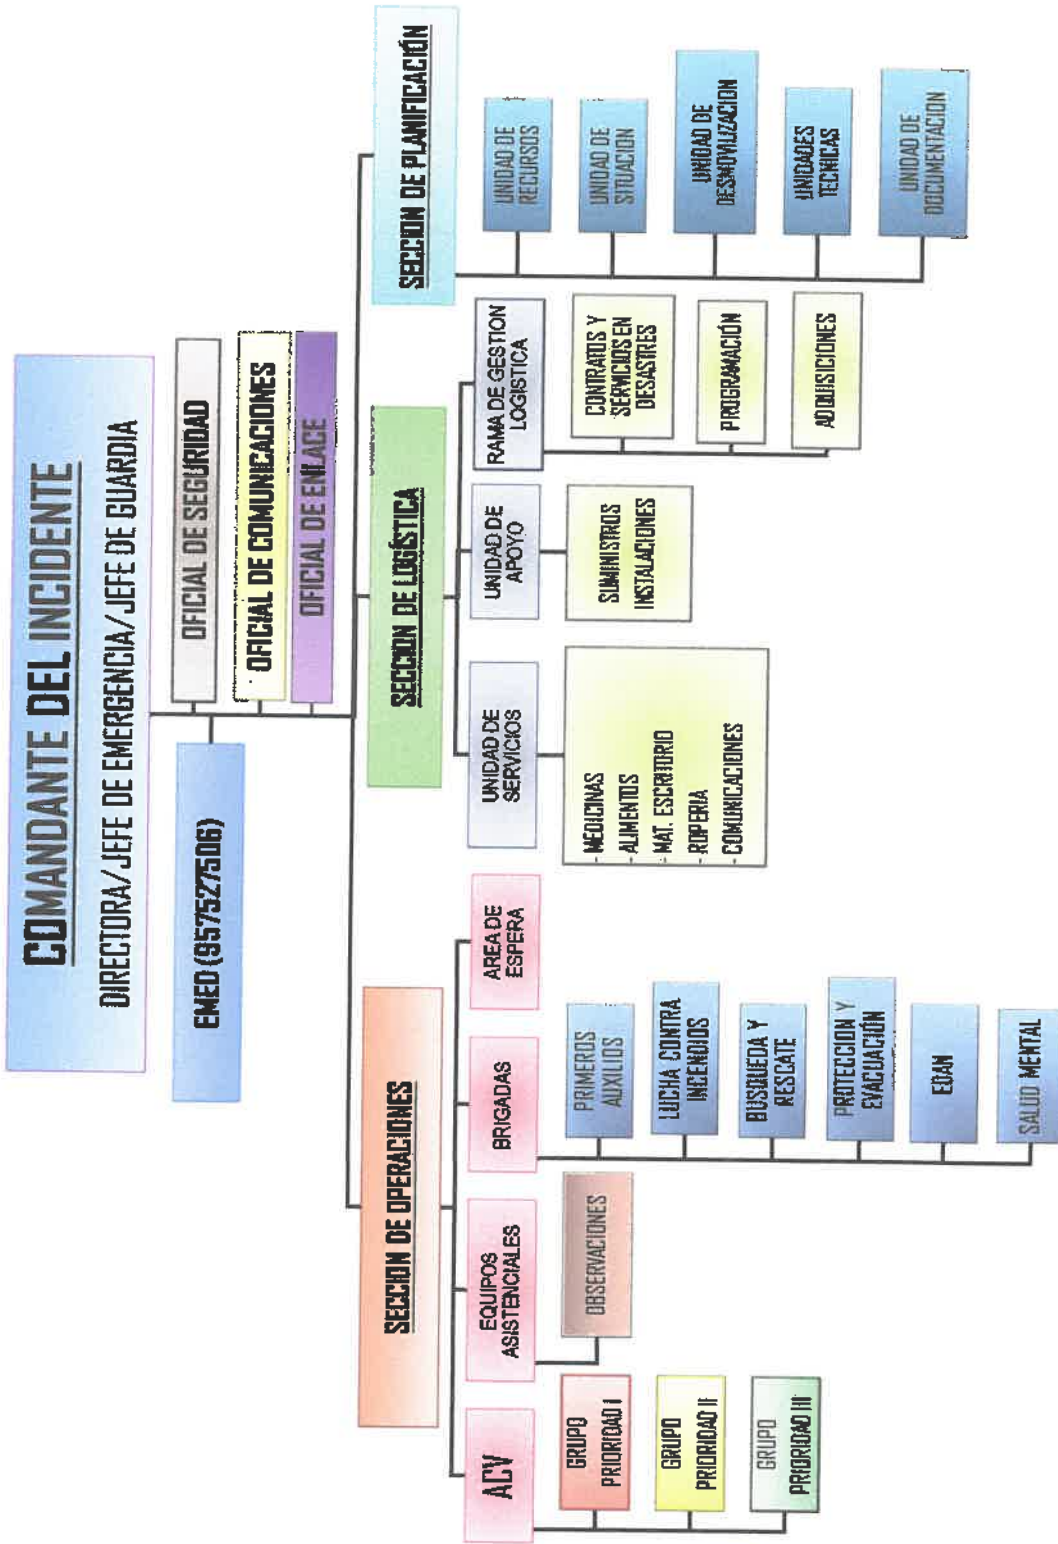 COMANDANTE DEL INCIDENTE
DIRECTORA/JEFE DE EMERGENCIA/JEFE DE GUARDIA
EMED (957527506)
OFICIAL DE SEGURIDAD
OFICIAL DE COMUNICACIONES
OFICIAL DE ENLACE
SECCION DE OPERACIONES
SECCION DE LOGÍSTICA
SECCION DE PLANIFICACIÓN
ACV
GRUPO
PRIORIDAD I
GRUPO
PRIORIDAD II
GRUPO
PRIORIDAD III
EQUIPOS
ASISTENCIALES
OBSERVACIONES
BRIGADAS
PRIMEROS
AUXILIOS
LUCHA CONTRA
INCENDIOS
BUSQUEDA Y
RESCATE
PROTECION Y
EVACUACIÓN
EDAN
SALUD MENTAL
AREA DE
ESPERA
UNIDAD DE
SERVICIOS
- MEDICINAS
- ALIMENTOS
- MAT. ESCRITORIO
- ROPERIA
- COMUNICACIONES
UNIDAD DE
APOYO
SUMINISTROS
INSTALACIONES
RAMA DE GESTION
LOGISTICA
CONTRATOS Y
SERVICIOS EN
DESASTRES
PROGRAMACIÓN
ADQUISICIONES
UNIDAD DE
RECURSOS
UNIDAD DE
SITUACION
UNIDAD DE
DESMOVILIZACION
UNIDADES
TECNICAS
UNIDAD DE
DOCUMENTACION